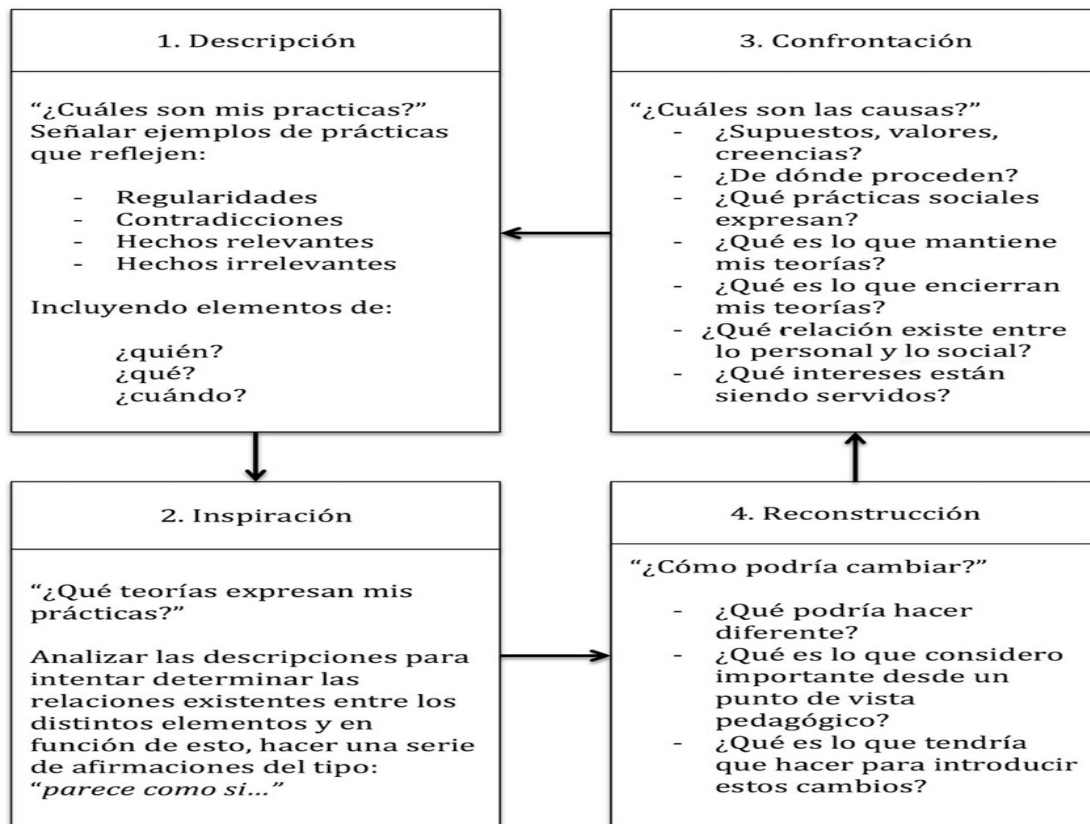 1. Descripción
“¿Cuáles son mis practicas?”
Señalar ejemplos de prácticas
que reflejen:
- Regularidades
- Contradicciones
- Hechos relevantes
- Hechos irrelevantes
Incluyendo elementos de:
¿quién?
¿qué?
¿cuándo?
2. Inspiración
“¿Qué teorías expresan mis
prácticas?”
Analizar las descripciones para
intentar determinar las
relaciones existentes entre los
distintos elementos y en
función de esto, hacer una serie
de afirmaciones del tipo:
“parece como si...”
3. Confrontación
“¿Cuáles son las causas?”
- ¿Supuestos, valores,
creencias?
- ¿De dónde proceden?
- ¿Qué prácticas sociales
expresan?
- ¿Qué es lo que mantiene
mis teorías?
- ¿Qué es lo que encierran
mis teorías?
- ¿Qué relación existe entre
lo personal y lo social?
- ¿Qué intereses están
siendo servidos?
4. Reconstrucción
“¿Cómo podría cambiar?”
- ¿Qué podría hacer
diferente?
- ¿Qué es lo que considero
importante desde un
punto de vista
pedagógico?
- ¿Qué es lo que tendría
que hacer para introducir
estos cambios?